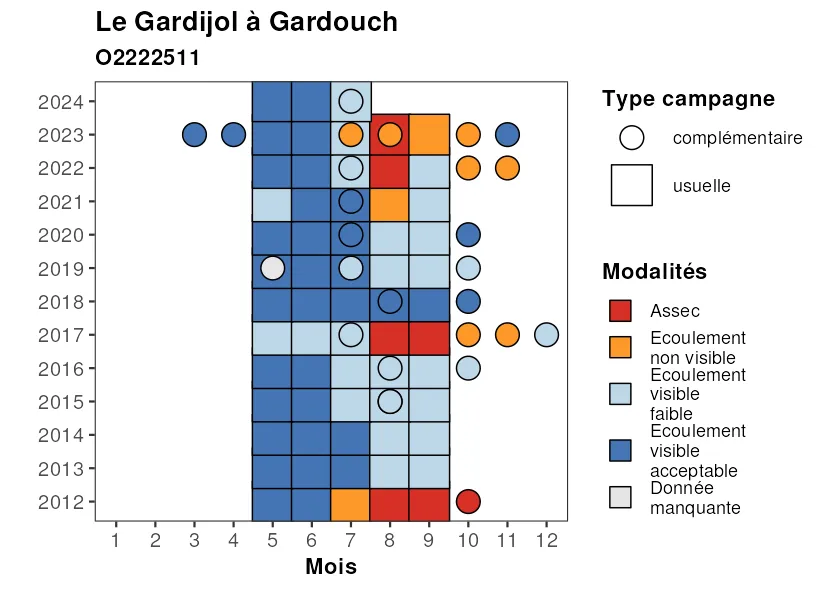 Le Gardijol à Gardouch
O2222511
2024
2023
2022
2021
2020
2019
2018
2017
2016
2015
2014
2013
2012
1 2 3 4 5 6 7 8 9 10 11 12
Mois
Type campagne
complémentaire
usuelle
Modalités
Assec
Ecoulement
non visible
Ecoulement
visible
faible
Ecoulement
visible
acceptable
Donnée
manquante